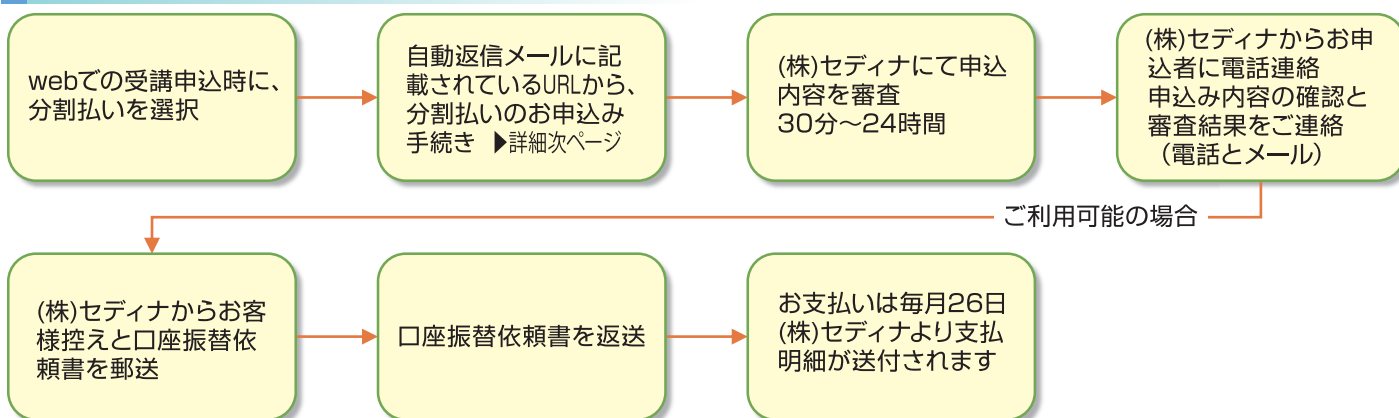 webでの受講申込時に、
分割払いを選択
自動返信メールに記
載されているURLから、
分割払いのお申込み
手続き ▶詳細次ページ
(株)セディナにて申込
内容を審査
30分〜24時間
(株)セディナからお申
込者に電話連絡
申込み内容の確認と
審査結果をご連絡
(電話とメール)
ご利用可能の場合
(株)セディナからお客
様控えと口座振替依
頼書を郵送
口座振替依頼書を返送
お支払いは毎月26日
(株)セディナより支払
明細が送付されます